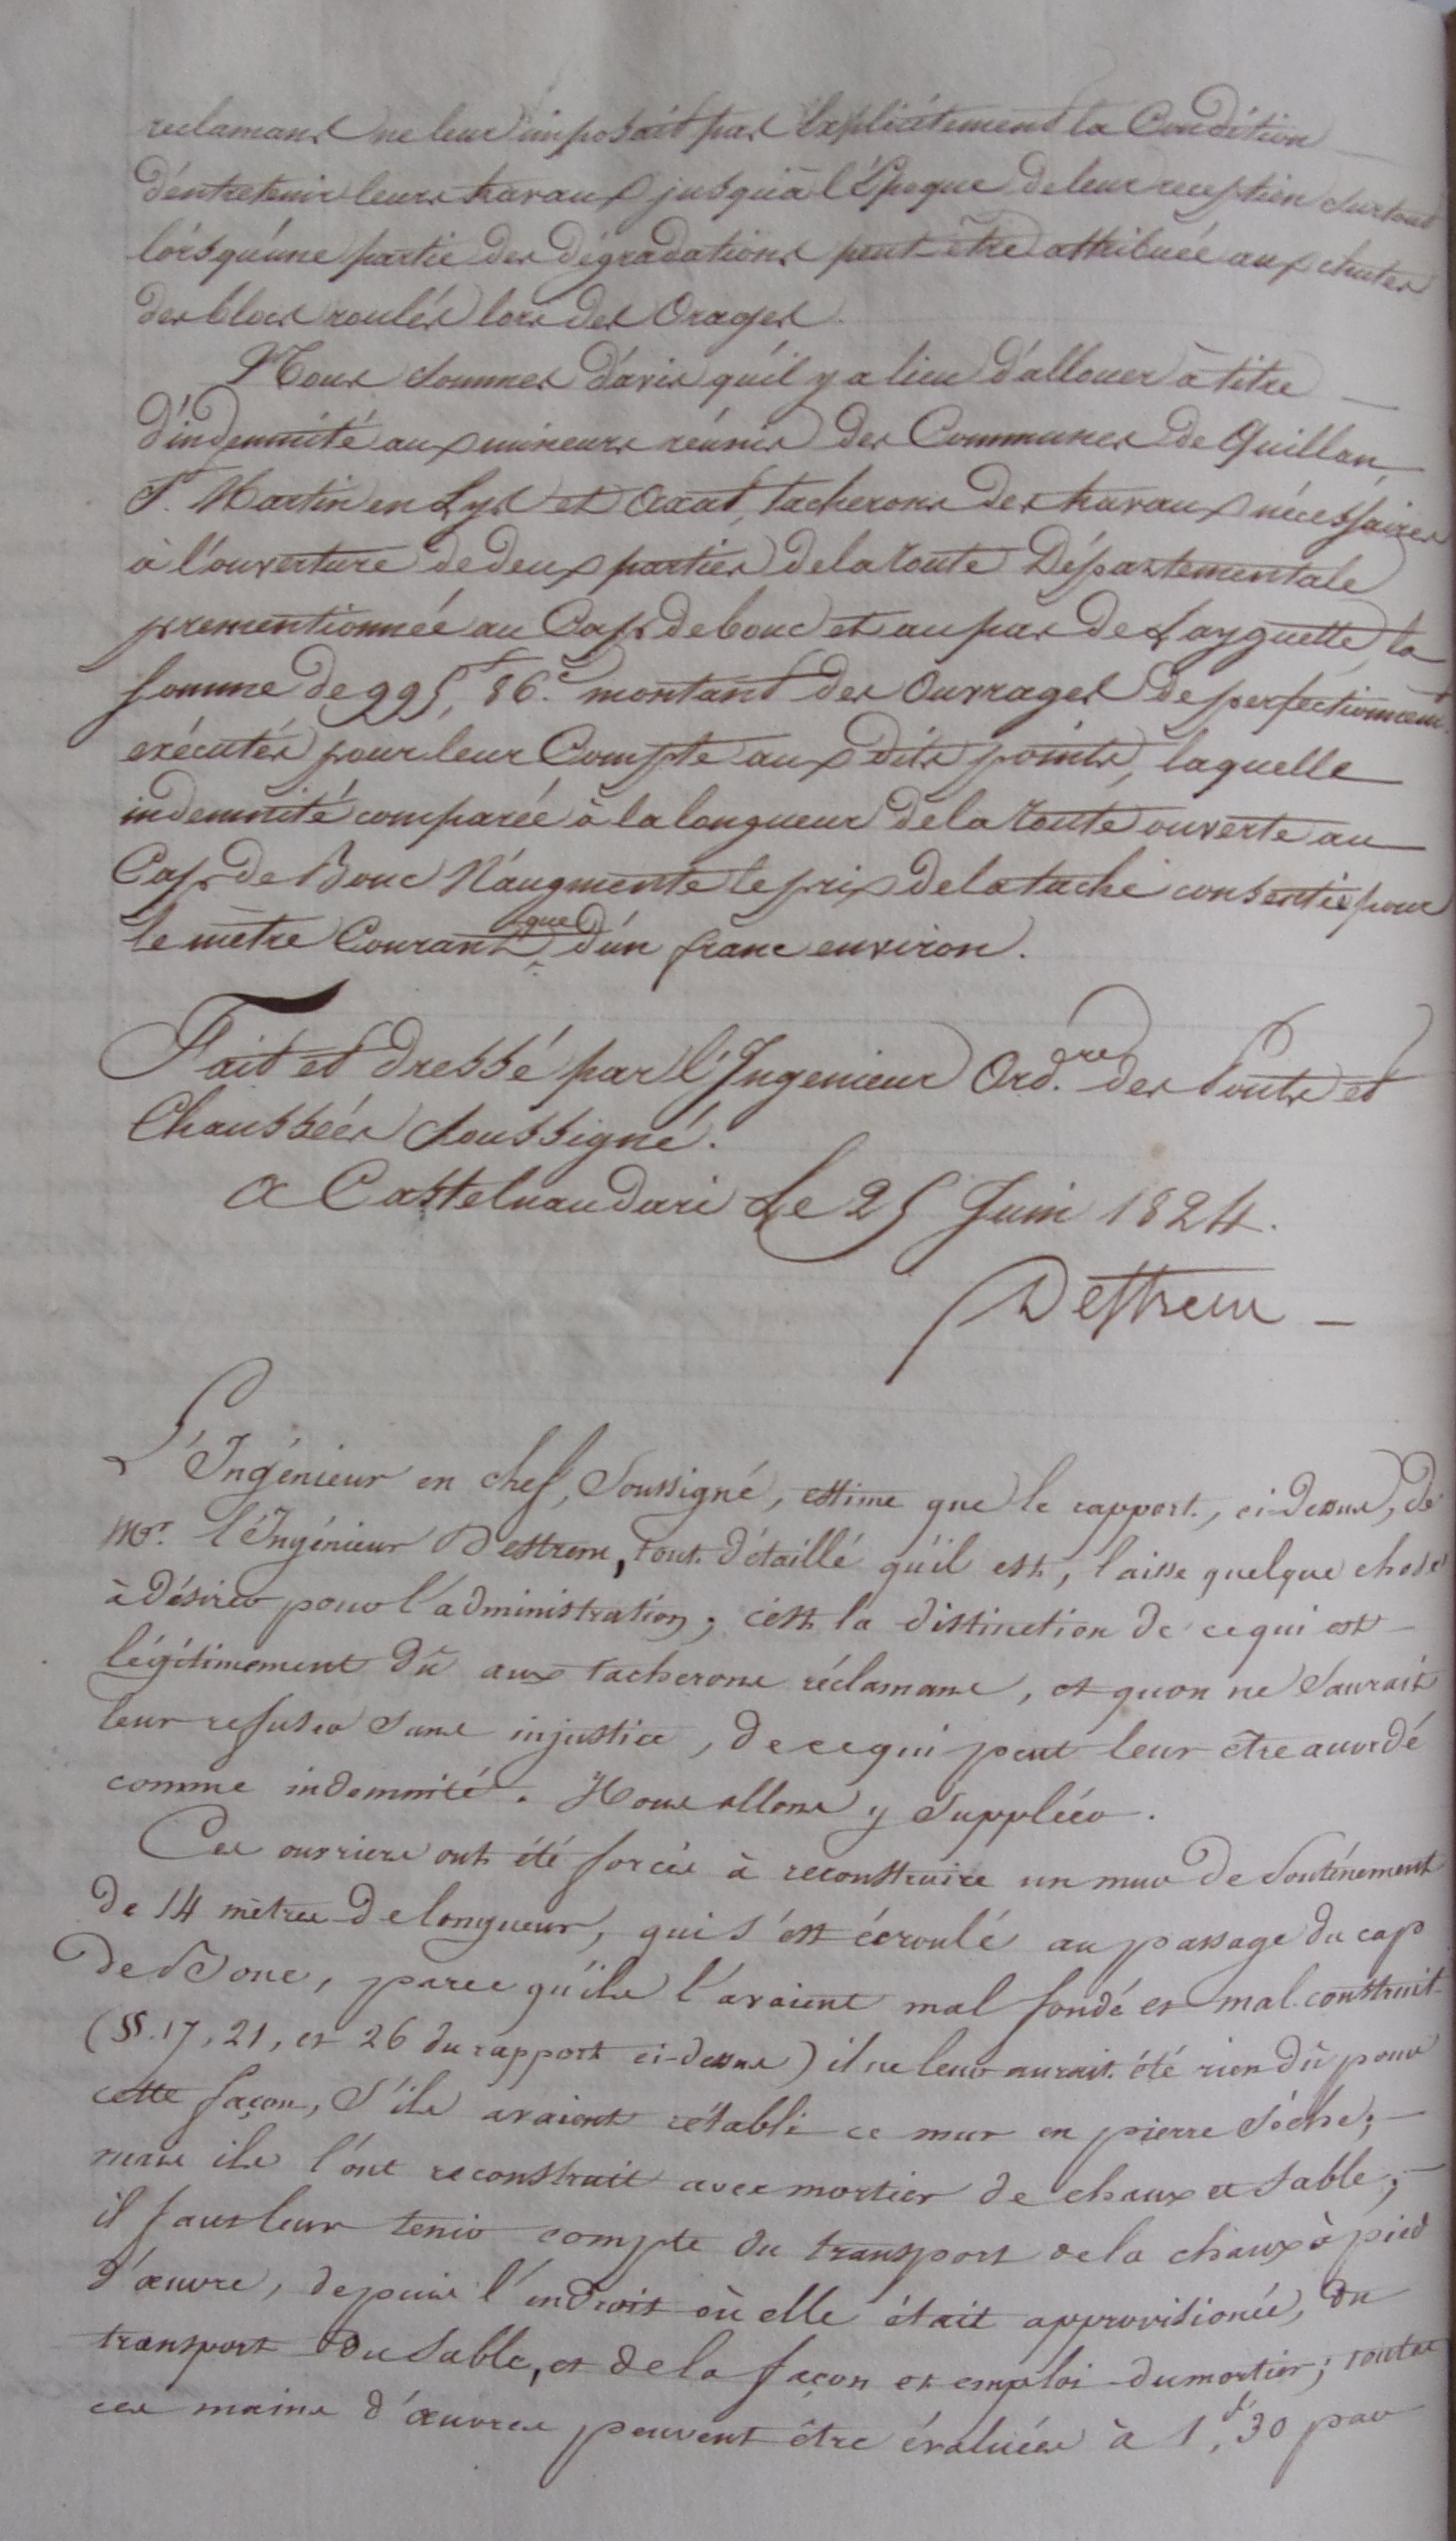 reclamans ne leur imposait pas explicitement la Condition
d'entretenir leurs travaux jusqu'à l'Époque de leur reception surtout
lorsqu'une partie des dégradations peut-être attribuée aux chutes
des blocs roulés lors des Orages.
Nous sommes d'avis qu'il y a lieu d'allouer à titre
d'indemnité aux mineurs réunis des Communes de Quillan,
St. Martin en Lys et Axat, tacherons des travaux nécessaires
à l'ouverture de deux parties de la route Départementale
prementionnée au Cap de bouc et au pas de Layguette, la
somme de 995,f 86.c montant des Ouvrages de perfectionnem.t
exécutés pour leur Compte aux dits points, laquelle
indemnité comparée à la longueur de la route ouverte au
Cap de Bouc N'augmente le prix de la tache consentie pour
le mètre Courant que d'un franc environ.
Fait et dressé par l'Ingenieur Ord.re des Ponts et
Chaussées soussigné.
A Castelnaudari Le 25 Juin 1824.
Destrem
L'Ingénieur en chef, Soussigné, estime que le rapport, ci-dessus, de
Mr. l'Ingénieur Destrem, tout détaillé qu'il est, laisse quelque chose
à désirer pour l'administration; c'est la distinction de ce qui est
légitimement dû aux tacherons réclamans, et qu'on ne saurait
leur refuser sans injustice, de ce qui peut leur être accordé
comme indemnité. Nous allons y suppléer.
Ces ouvriers ont été forcés à reconstruire un mur de soutènement
de 14 mètres de longueur, qui s'est écroulé au passage du cap
de Bouc, parce qu'ils l'avaient mal fondé et mal construit
(§§. 17, 21, et 26 du rapport ci-dessus) il ne leur aurait été rien dû pour
cette façon, s'ils avaient rétabli ce mur en pierre sèche;
mais ils l'ont reconstruit avec mortier de chaux et sable;
il faut leur tenir compte du transport de la chaux à pied
d'œuvre, depuis l'endroit où elle était approvisionée, du
transport du sable, et de la façon et emploi du mortier; toutes
ces mains d'œuvres peuvent être évaluées à 1,f 30 par